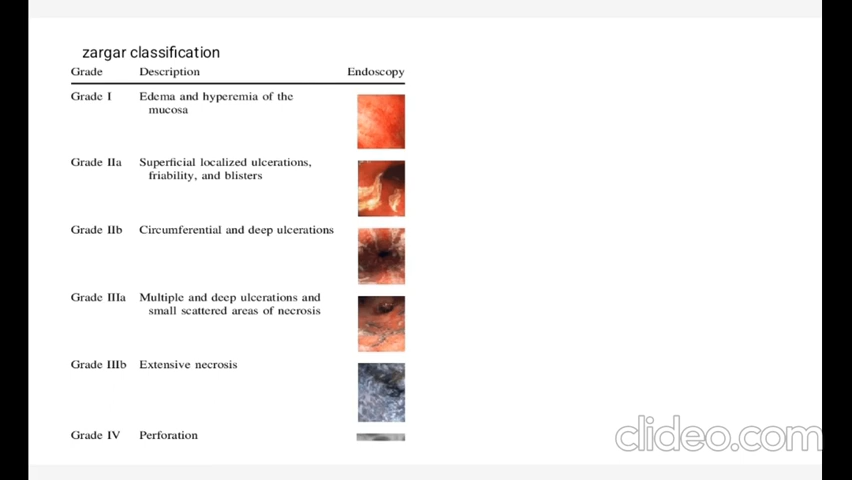 zargar classification
Grade Description Endoscopy
Grade I Edema and hyperemia of the
mucosa
Grade IIa Superficial localized ulcerations,
friability, and blisters
Grade IIb Circumferential and deep ulcerations
Grade IIIa Multiple and deep ulcerations and
small scattered areas of necrosis
Grade IIIb Extensive necrosis
Grade IV Perforation
clideo.com